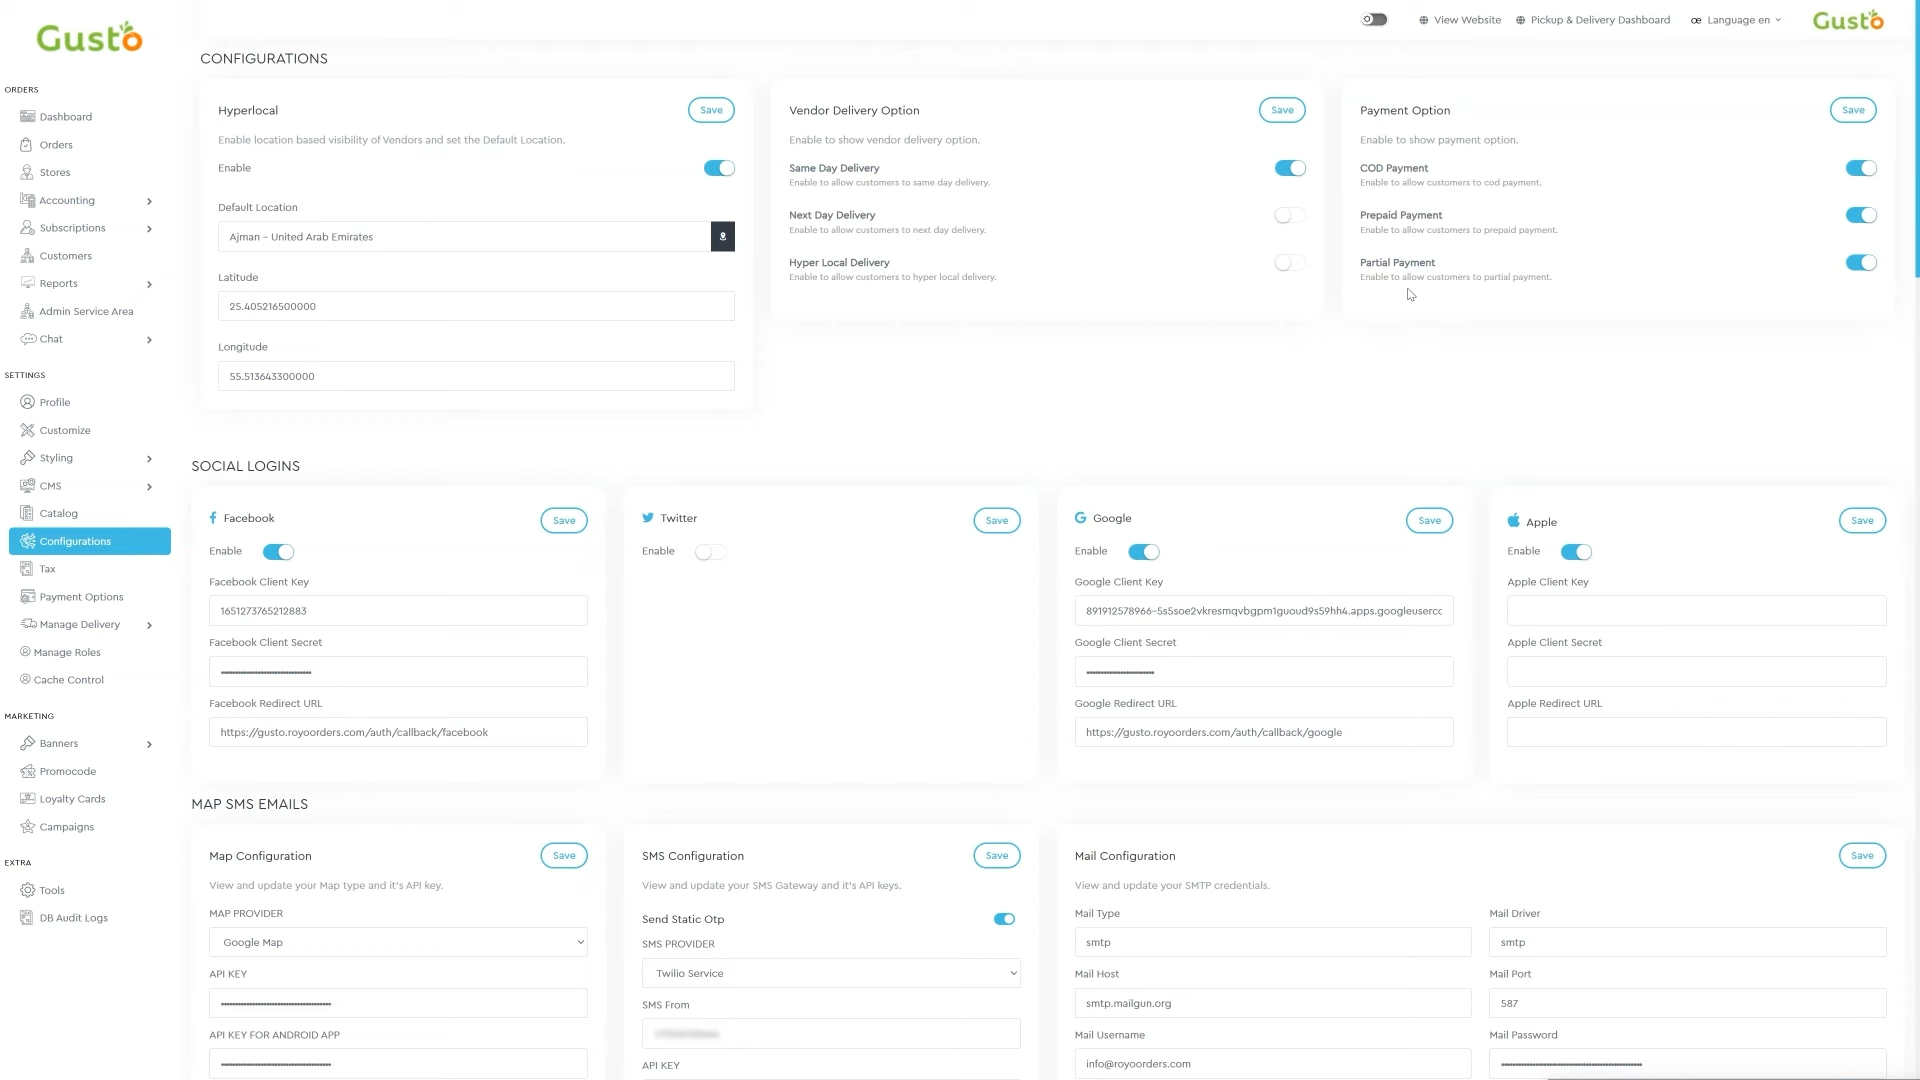 Gusto
View Website
Pickup & Delivery Dashboard
Language en
Gusto
ORDERS
Dashboard
Orders
Stores
Accounting
Subscriptions
Customers
Reports
Admin Service Area
Chat
SETTINGS
Profile
Customize
Styling
CMS
Catalog
Configurations
Tax
Payment Options
Manage Delivery
Manage Roles
Cache Control
MARKETING
Banners
Promocode
Loyalty Cards
Campaigns
EXTRA
Tools
DB Audit Logs
CONFIGURATIONS
Hyperlocal
Save
Enable location based visibility of Vendors and set the Default Location.
Enable
Default Location
Ajman - United Arab Emirates
Latitude
25.405216500000
Longitude
55.513643300000
Vendor Delivery Option
Save
Enable to show vendor delivery option.
Same Day Delivery
Enable to allow customers to same day delivery.
Next Day Delivery
Enable to allow customers to next day delivery.
Hyper Local Delivery
Enable to allow customers to hyper local delivery.
Payment Option
Save
Enable to show payment option.
COD Payment
Enable to allow customers to cod payment.
Prepaid Payment
Enable to allow customers to prepaid payment.
Partial Payment
Enable to allow customers to partial payment.
SOCIAL LOGINS
Facebook
Save
Enable
Facebook Client Key
1651273765212883
Facebook Client Secret
Facebook Redirect URL
https://gusto.royoorders.com/auth/callback/facebook
Twitter
Save
Enable
Google
Save
Enable
Google Client Key
891912578966-5s5soe2vkresmqvbgpm1guoud9s59hh4.apps.googleuserco
Google Client Secret
Google Redirect URL
https://gusto.royoorders.com/auth/callback/google
Apple
Save
Enable
Apple Client Key
Apple Client Secret
Apple Redirect URL
MAP SMS EMAILS
Map Configuration
Save
View and update your Map type and it's API key.
MAP PROVIDER
Google Map
API KEY
API KEY FOR ANDROID APP
SMS Configuration
Save
View and update your SMS Gateway and it's API keys.
Send Static Otp
SMS PROVIDER
Twilio Service
SMS From
API KEY
Mail Configuration
Save
View and update your SMTP credentials.
Mail Type
smtp
Mail Driver
smtp
Mail Host
smtp.mailgun.org
Mail Port
587
Mail Username
info@royoorders.com
Mail Password